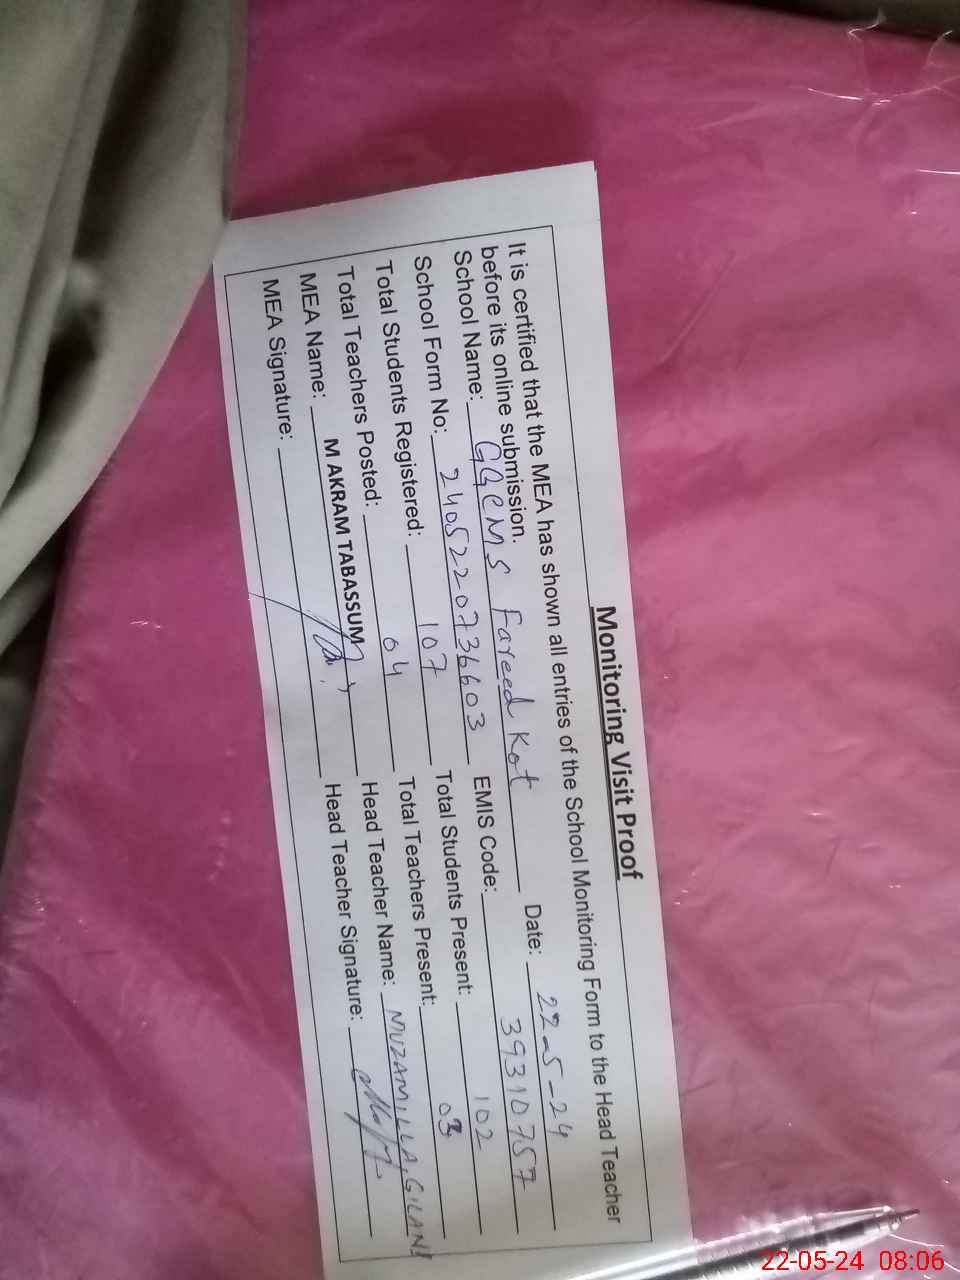 Monitoring Visit Proof
It is certified that the MEA has shown all entries of the School Monitoring Form to the Head Teacher
before its online submission. Date: 22-5-24
School Name: GGCMS Fareed Kot EMIS Code: 39310757
School Form No: 2405220736603 Total Students Present: 102
Total Students Registered: 107 Total Teachers Present: 03
Total Teachers Posted: 04 Head Teacher Name: MUZAMILLA GILANI
MEA Name: M AKRAM TABASSUM Head Teacher Signature:
MEA Signature:
22-05-24 08:06